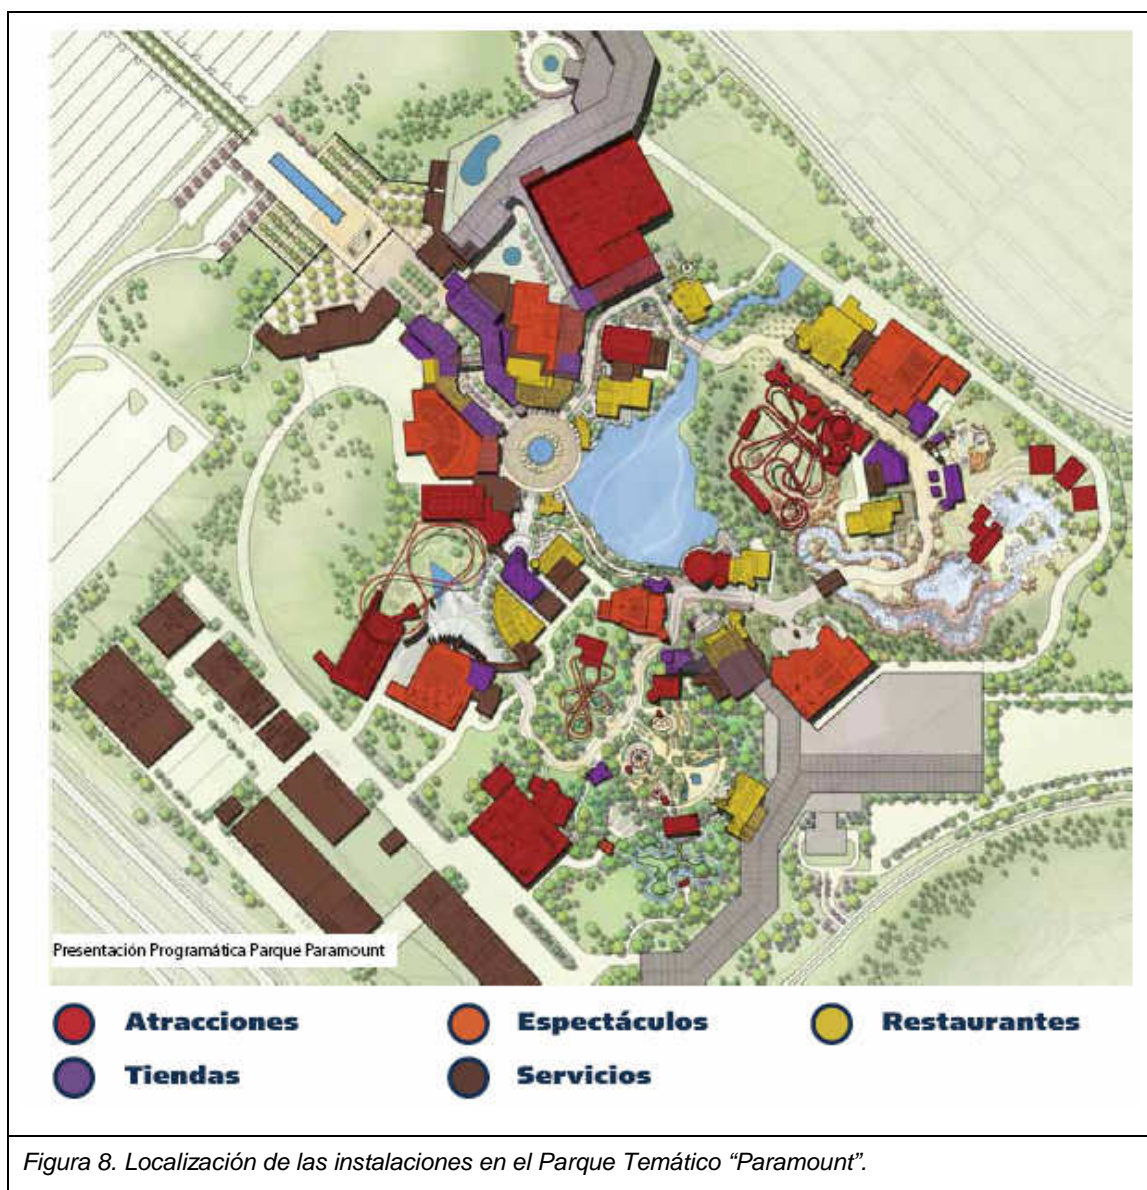 Presentación Programática Parque Paramount
Atracciones
Espectáculos
Restaurantes
Tiendas
Servicios
Figura 8. Localización de las instalaciones en el Parque Temático “Paramount”.